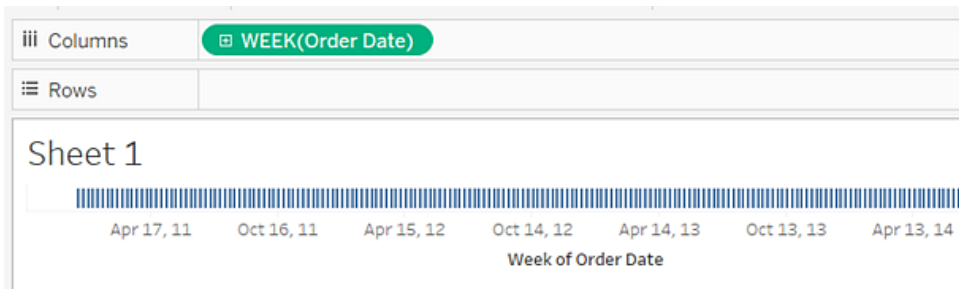 Columns
WEEK(Order Date)
Rows
Sheet 1
Apr 17, 11 Oct 16, 11 Apr 15, 12 Oct 14, 12 Apr 14, 13 Oct 13, 13 Apr 13, 14
Week of Order Date